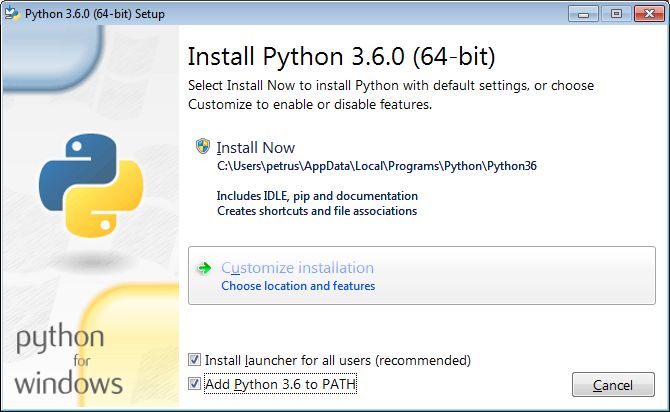 Python 3.6.0 (64-bit) Setup
Install Python 3.6.0 (64-bit)
Select Install Now to install Python with default settings, or choose
Customize to enable or disable features.
Install Now
C:\Users\petrus\AppData\Local\Programs\Python\Python36
Includes IDLE, pip and documentation
Creates shortcuts and file associations
Customize installation
Choose location and features
python
for
windows
Install launcher for all users (recommended)
Add Python 3.6 to PATH
Cancel